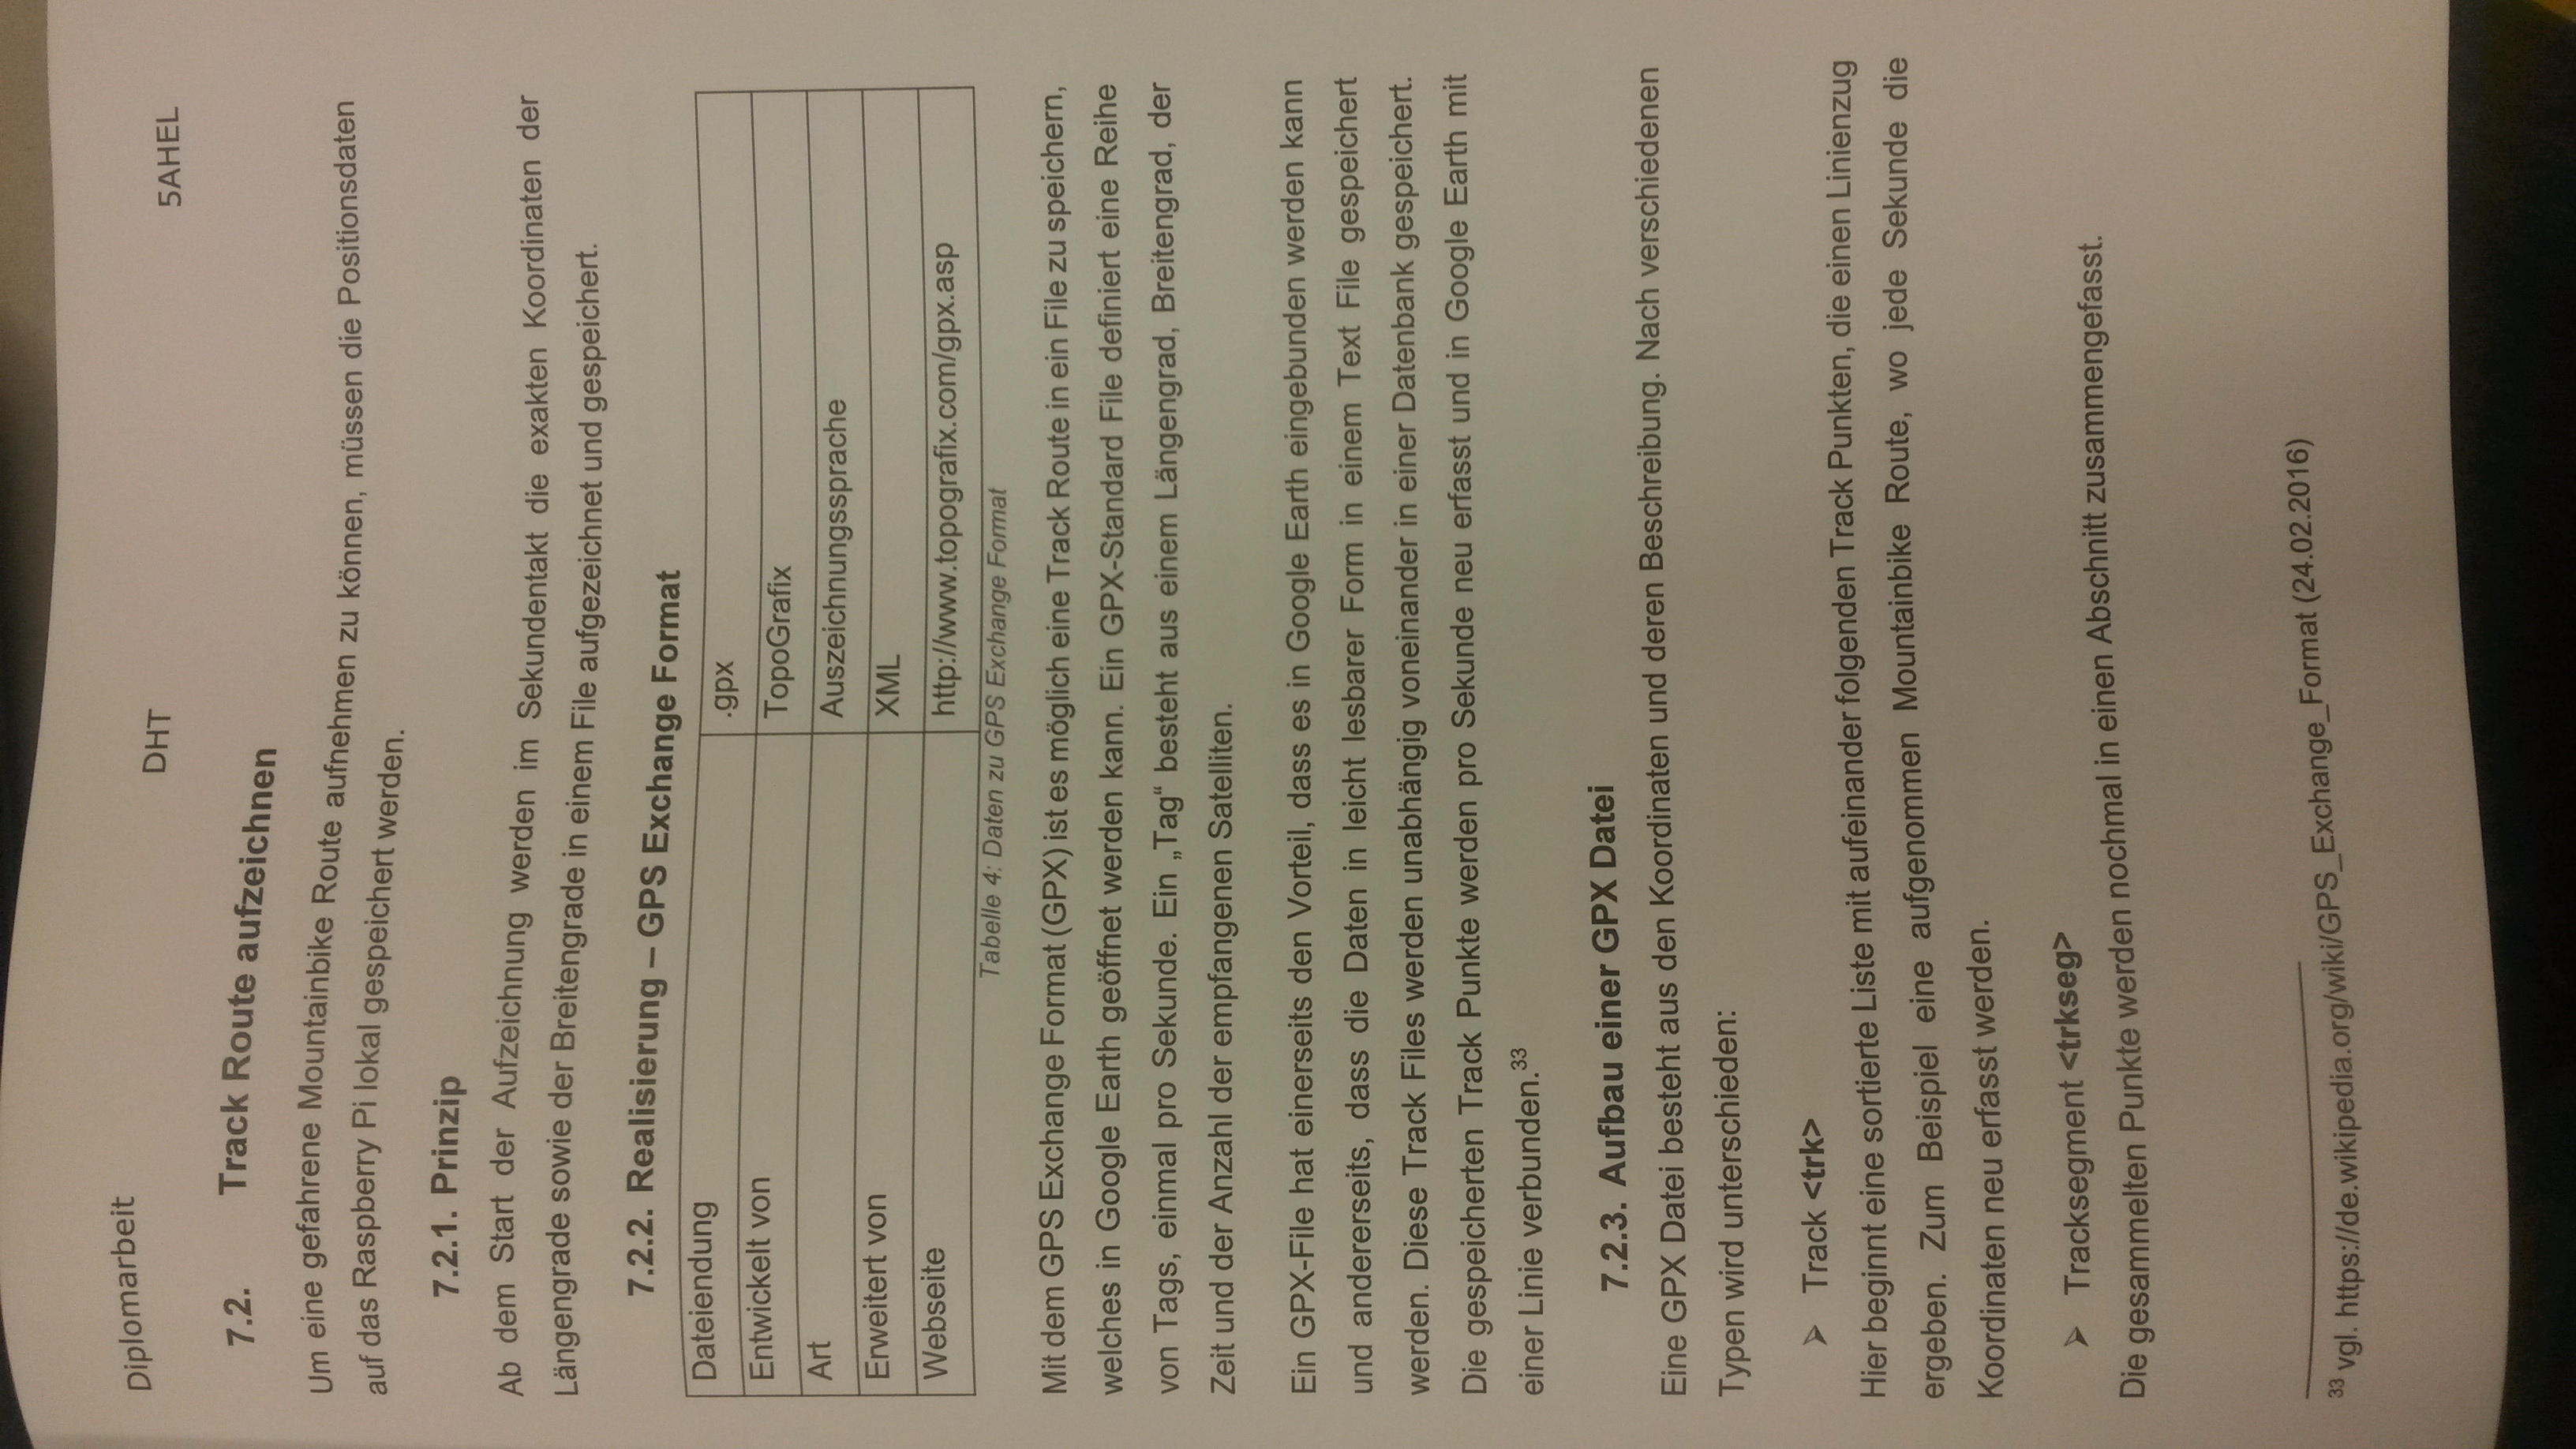 Diplomarbeit DHT 5AHEL
7.2. Track Route aufzeichnen
Um eine gefahrene Mountainbike Route aufnehmen zu können, müssen die Positionsdaten
auf das Raspberry Pi lokal gespeichert werden.
7.2.1. Prinzip
Ab dem Start der Aufzeichnung werden im Sekundentakt die exakten Koordinaten der
Längengrade sowie der Breitengrade in einem File aufgezeichnet und gespeichert.
7.2.2. Realisierung – GPS Exchange Format
Dateiendung .gpx
Entwickelt von TopoGrafix
Art Auszeichnungssprache
Erweitert von XML
Webseite http://www.topografix.com/gpx.asp
Tabelle 4: Daten zu GPS Exchange Format
Mit dem GPS Exchange Format (GPX) ist es möglich eine Track Route in ein File zu speichern,
welches in Google Earth geöffnet werden kann. Ein GPX-Standard File definiert eine Reihe
von Tags, einmal pro Sekunde. Ein „Tag“ besteht aus einem Längengrad, Breitengrad, der
Zeit und der Anzahl der empfangenen Satelliten.
Ein GPX-File hat einerseits den Vorteil, dass es in Google Earth eingebunden werden kann
und andererseits, dass die Daten in leicht lesbarer Form in einem Text File gespeichert
werden. Diese Track Files werden unabhängig voneinander in einer Datenbank gespeichert.
Die gespeicherten Track Punkte werden pro Sekunde neu erfasst und in Google Earth mit
einer Linie verbunden.33
7.2.3. Aufbau einer GPX Datei
Eine GPX Datei besteht aus den Koordinaten und deren Beschreibung. Nach verschiedenen
Typen wird unterschieden:
➢ Track <trk>
Hier beginnt eine sortierte Liste mit aufeinander folgenden Track Punkten, die einen Linienzug
ergeben. Zum Beispiel eine aufgenommen Mountainbike Route, wo jede Sekunde die
Koordinaten neu erfasst werden.
➢ Tracksegment <trkseg>
Die gesammelten Punkte werden nochmal in einen Abschnitt zusammengefasst.
33 vgl. https://de.wikipedia.org/wiki/GPS_Exchange_Format (24.02.2016)